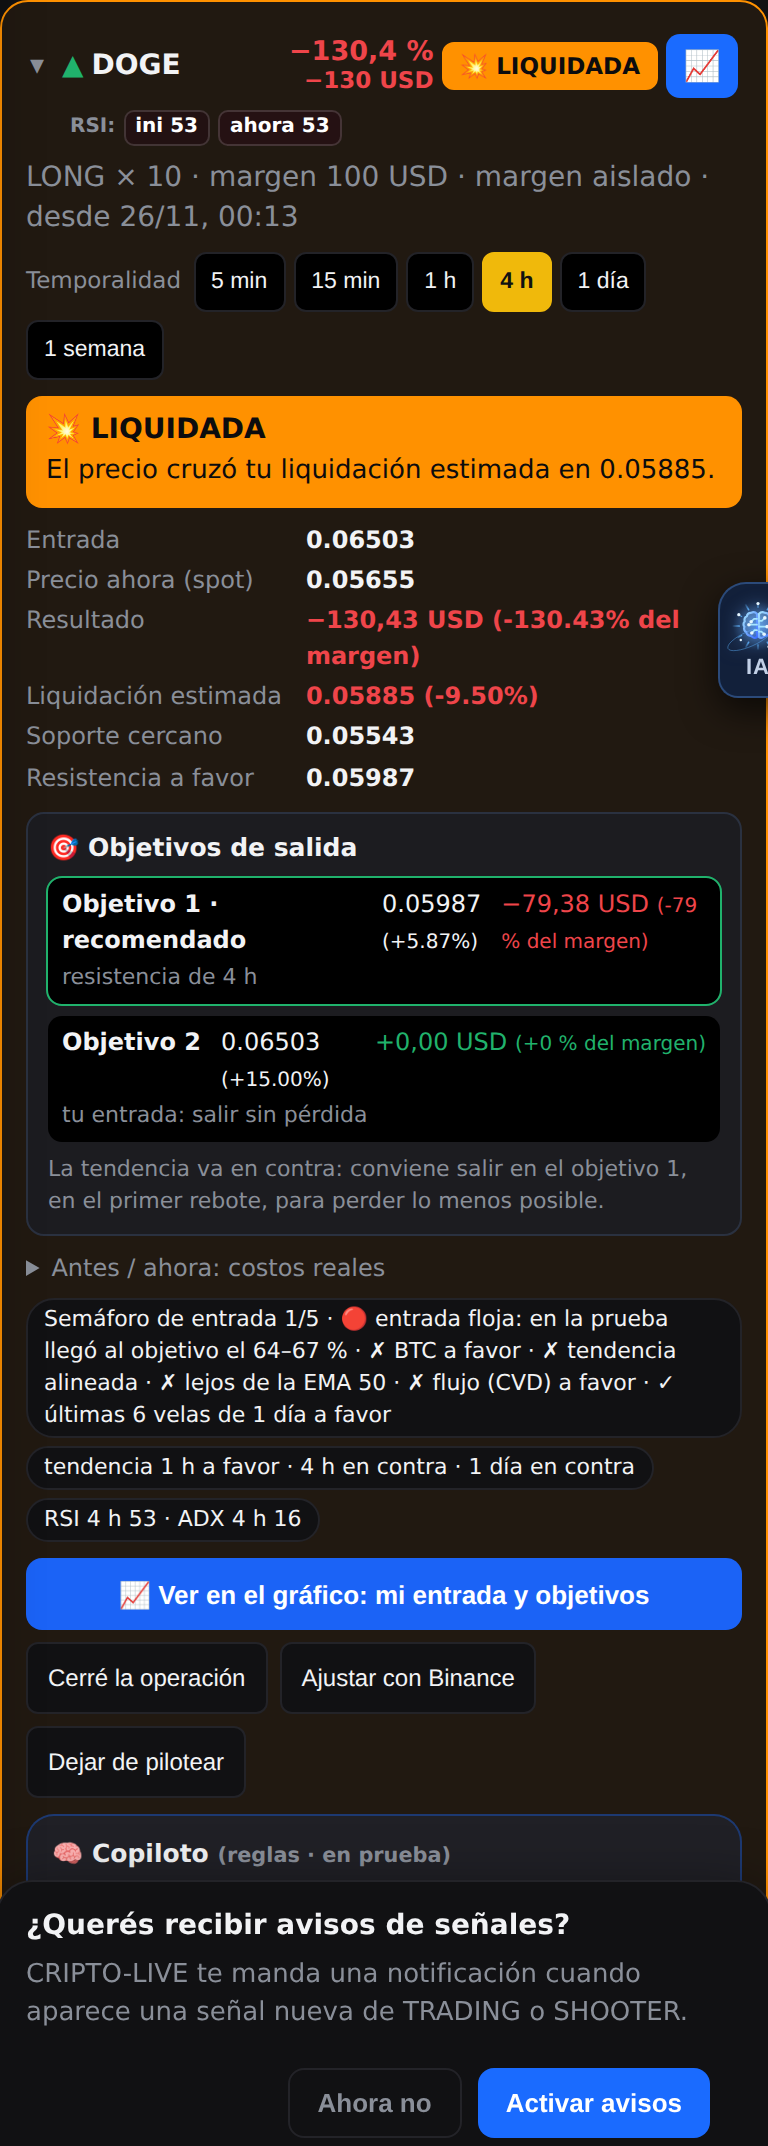 ▼ ▲ DOGE −130,4 % 💥 LIQUIDADA 📈
−130 USD
RSI: ini 53 ahora 53
LONG × 10 · margen 100 USD · margen aislado ·
desde 26/11, 00:13
Temporalidad 5 min 15 min 1 h 4 h 1 día
1 semana
💥 LIQUIDADA
El precio cruzó tu liquidación estimada en 0.05885.
Entrada 0.06503
Precio ahora (spot) 0.05655
Resultado −130,43 USD (-130.43% del
margen)
IA
Liquidación estimada 0.05885 (-9.50%)
Soporte cercano 0.05543
Resistencia a favor 0.05987
🎯 Objetivos de salida
Objetivo 1 · 0.05987 −79,38 USD (-79
recomendado (+5.87%) % del margen)
resistencia de 4 h
Objetivo 2 0.06503 +0,00 USD (+0 % del margen)
(+15.00%)
tu entrada: salir sin pérdida
La tendencia va en contra: conviene salir en el objetivo 1,
en el primer rebote, para perder lo menos posible.
▶ Antes / ahora: costos reales
Semáforo de entrada 1/5 · 🔴 entrada floja: en la prueba
llegó al objetivo el 64–67 % · ✗ BTC a favor · ✗ tendencia
alineada · ✗ lejos de la EMA 50 · ✗ flujo (CVD) a favor · ✓
últimas 6 velas de 1 día a favor
tendencia 1 h a favor · 4 h en contra · 1 día en contra
RSI 4 h 53 · ADX 4 h 16
📈 Ver en el gráfico: mi entrada y objetivos
Cerré la operación Ajustar con Binance
Dejar de pilotear
🧠 Copiloto (reglas · en prueba)
¿Querés recibir avisos de señales?
CRIPTO-LIVE te manda una notificación cuando
aparece una señal nueva de TRADING o SHOOTER.
Ahora no Activar avisos